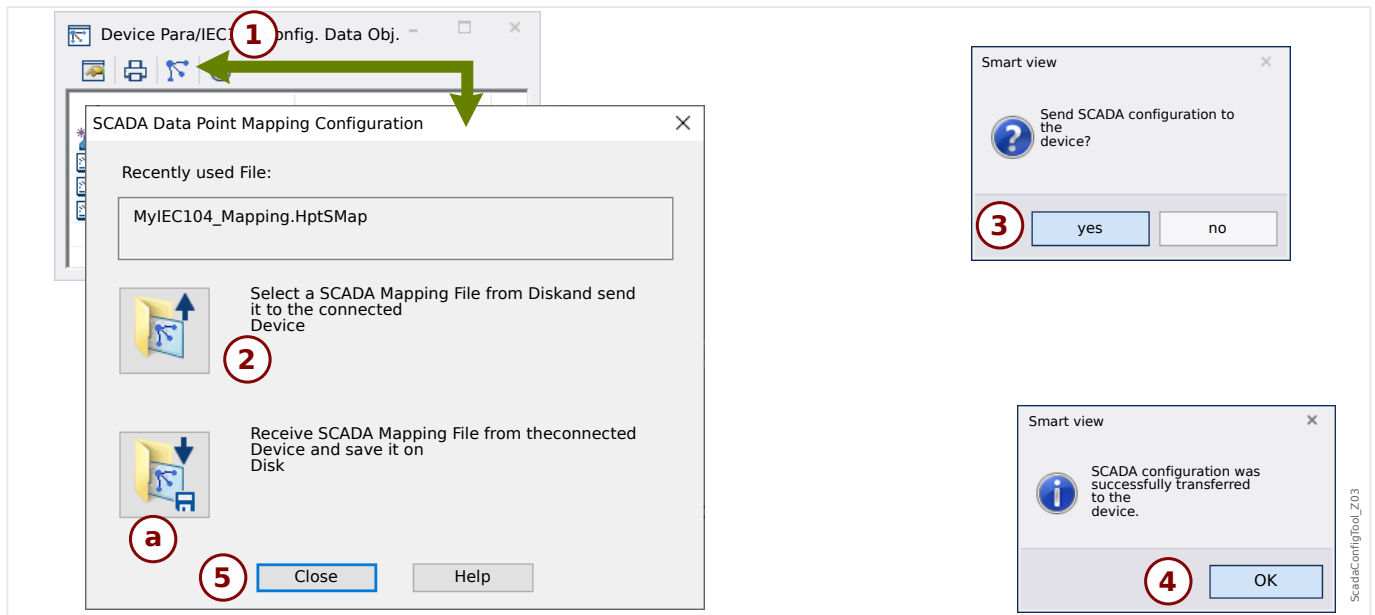 Device Para/IEC1
1
onfig. Data Obj.
SCADA Data Point Mapping Configuration
Recently used File:
MyIEC104_Mapping.HptSMap
Select a SCADA Mapping File from Diskand send
it to the connected
Device
2
Receive SCADA Mapping File from theconnected
Device and save it on
Disk
a
5
Close
Help
Smart view
Send SCADA configuration to
the
device?
3
yes
no
Smart view
SCADA configuration was
successfully transferred
to the
device.
4
OK
ScadaConfigTool_Z03